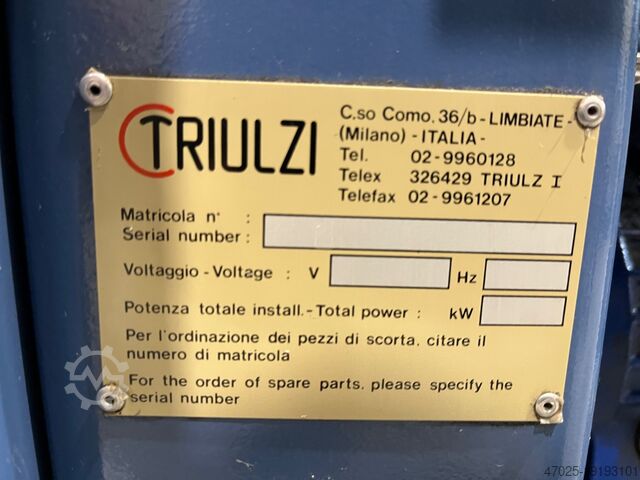 TRIULZI
C.so Como, 36/b - LIMBIATE -
(Milano) - ITALIA -
Tel. 02-9960128
Telex 326429 TRIULZ I
Telefax 02-9961207
Matricola n° :
Serial number :
Voltaggio - Voltage : V Hz
Potenza totale install. - Total power : kW
Per l'ordinazione dei pezzi di scorta, citare il
numero di matricola
For the order of spare parts, please specify the
serial number